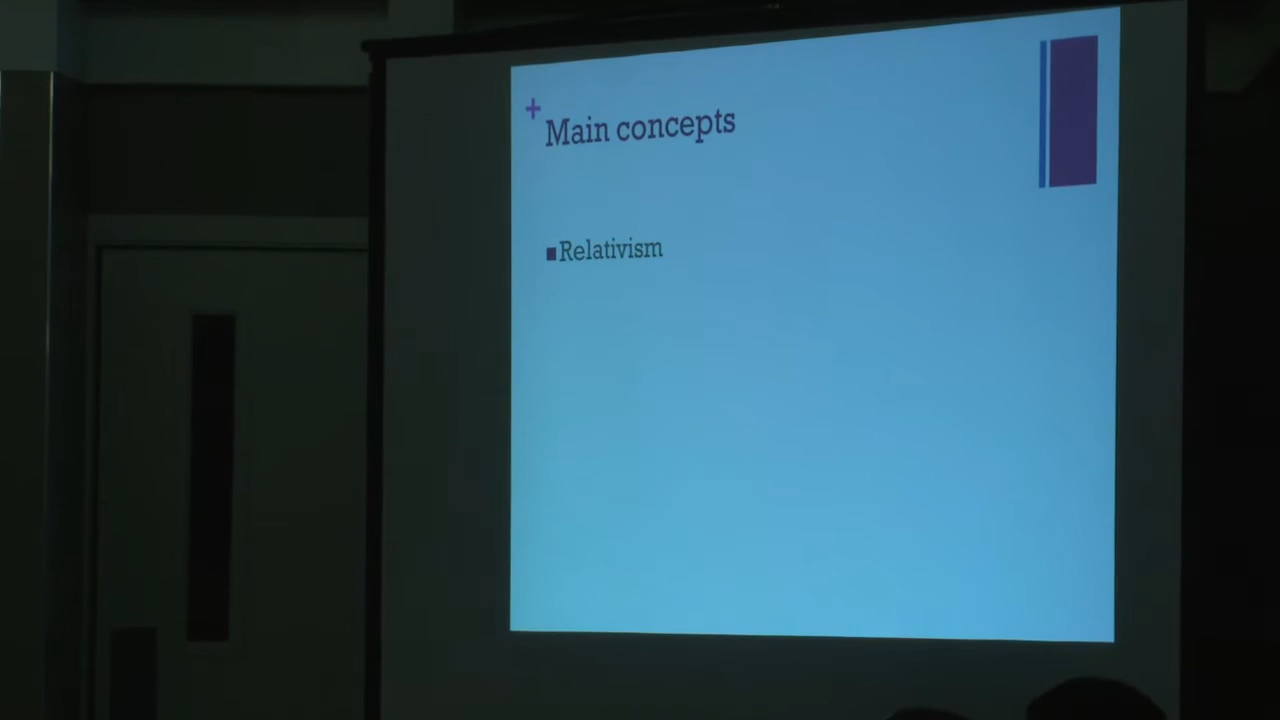 +
Main concepts
■ Relativism